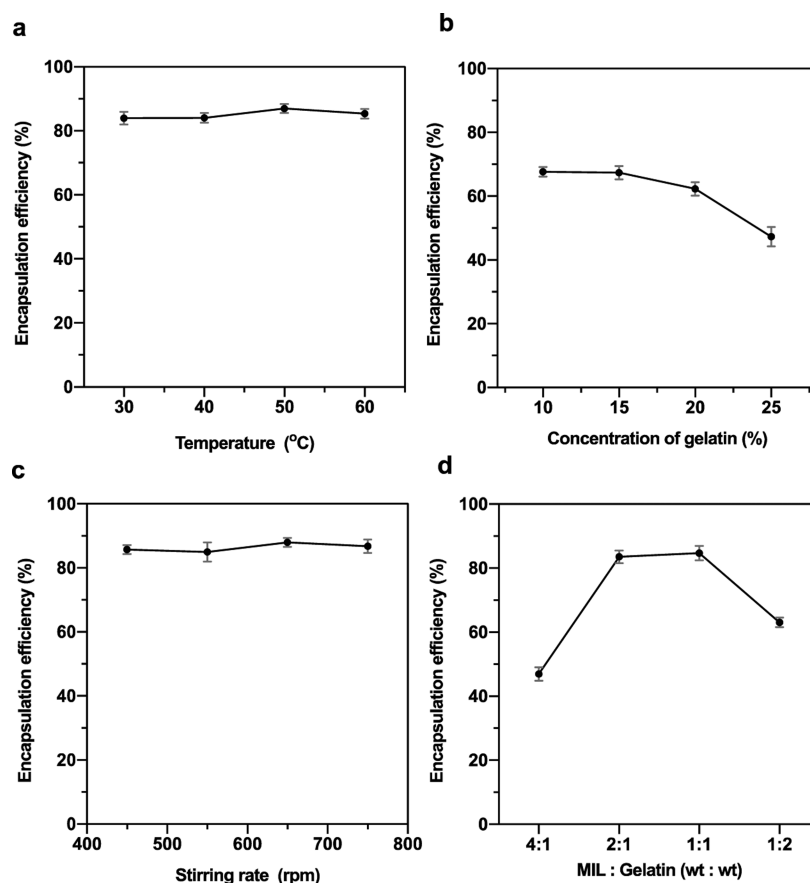 a
Encapsulation efficiency (%)
100
80
60
40
20
0
30 40 50 60
Temperature (°C)
b
Encapsulation efficiency (%)
100
80
60
40
20
0
10 15 20 25
Concentration of gelatin (%)
c
Encapsulation efficiency (%)
100
80
60
40
20
0
400 500 600 700 800
Stirring rate (rpm)
d
Encapsulation efficiency (%)
100
80
60
40
20
0
4:1 2:1 1:1 1:2
MIL : Gelatin (wt : wt)